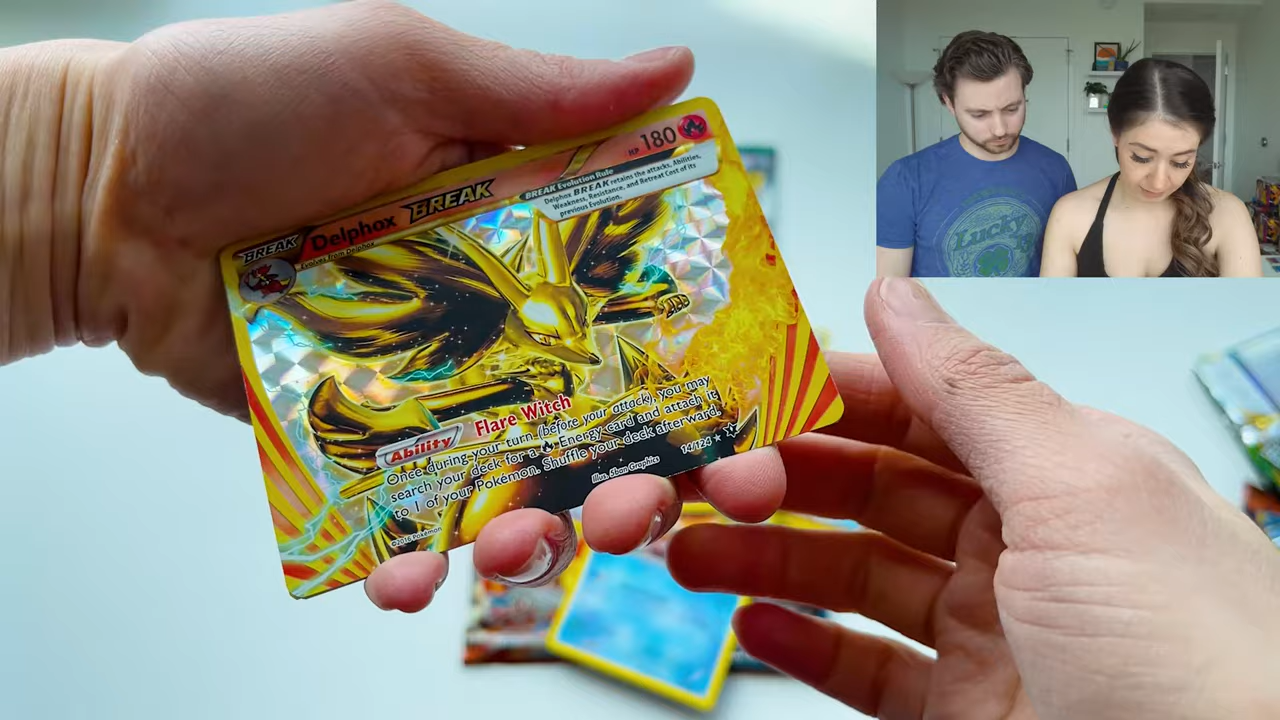 BREAK
Delphox BREAK
Evolves from Delphox
HP 180
BREAK Evolution Rule
Delphox BREAK retains the attacks, Abilities,
Weakness, Resistance, and Retreat Cost of its
previous Evolution.
Ability Flare Witch
Once during your turn (before your attack), you may
search your deck for a Energy card and attach it
to 1 of your Pokémon. Shuffle your deck afterward.
Illus. 5ban Graphics
14/124
©2016 Pokémon
Lucky